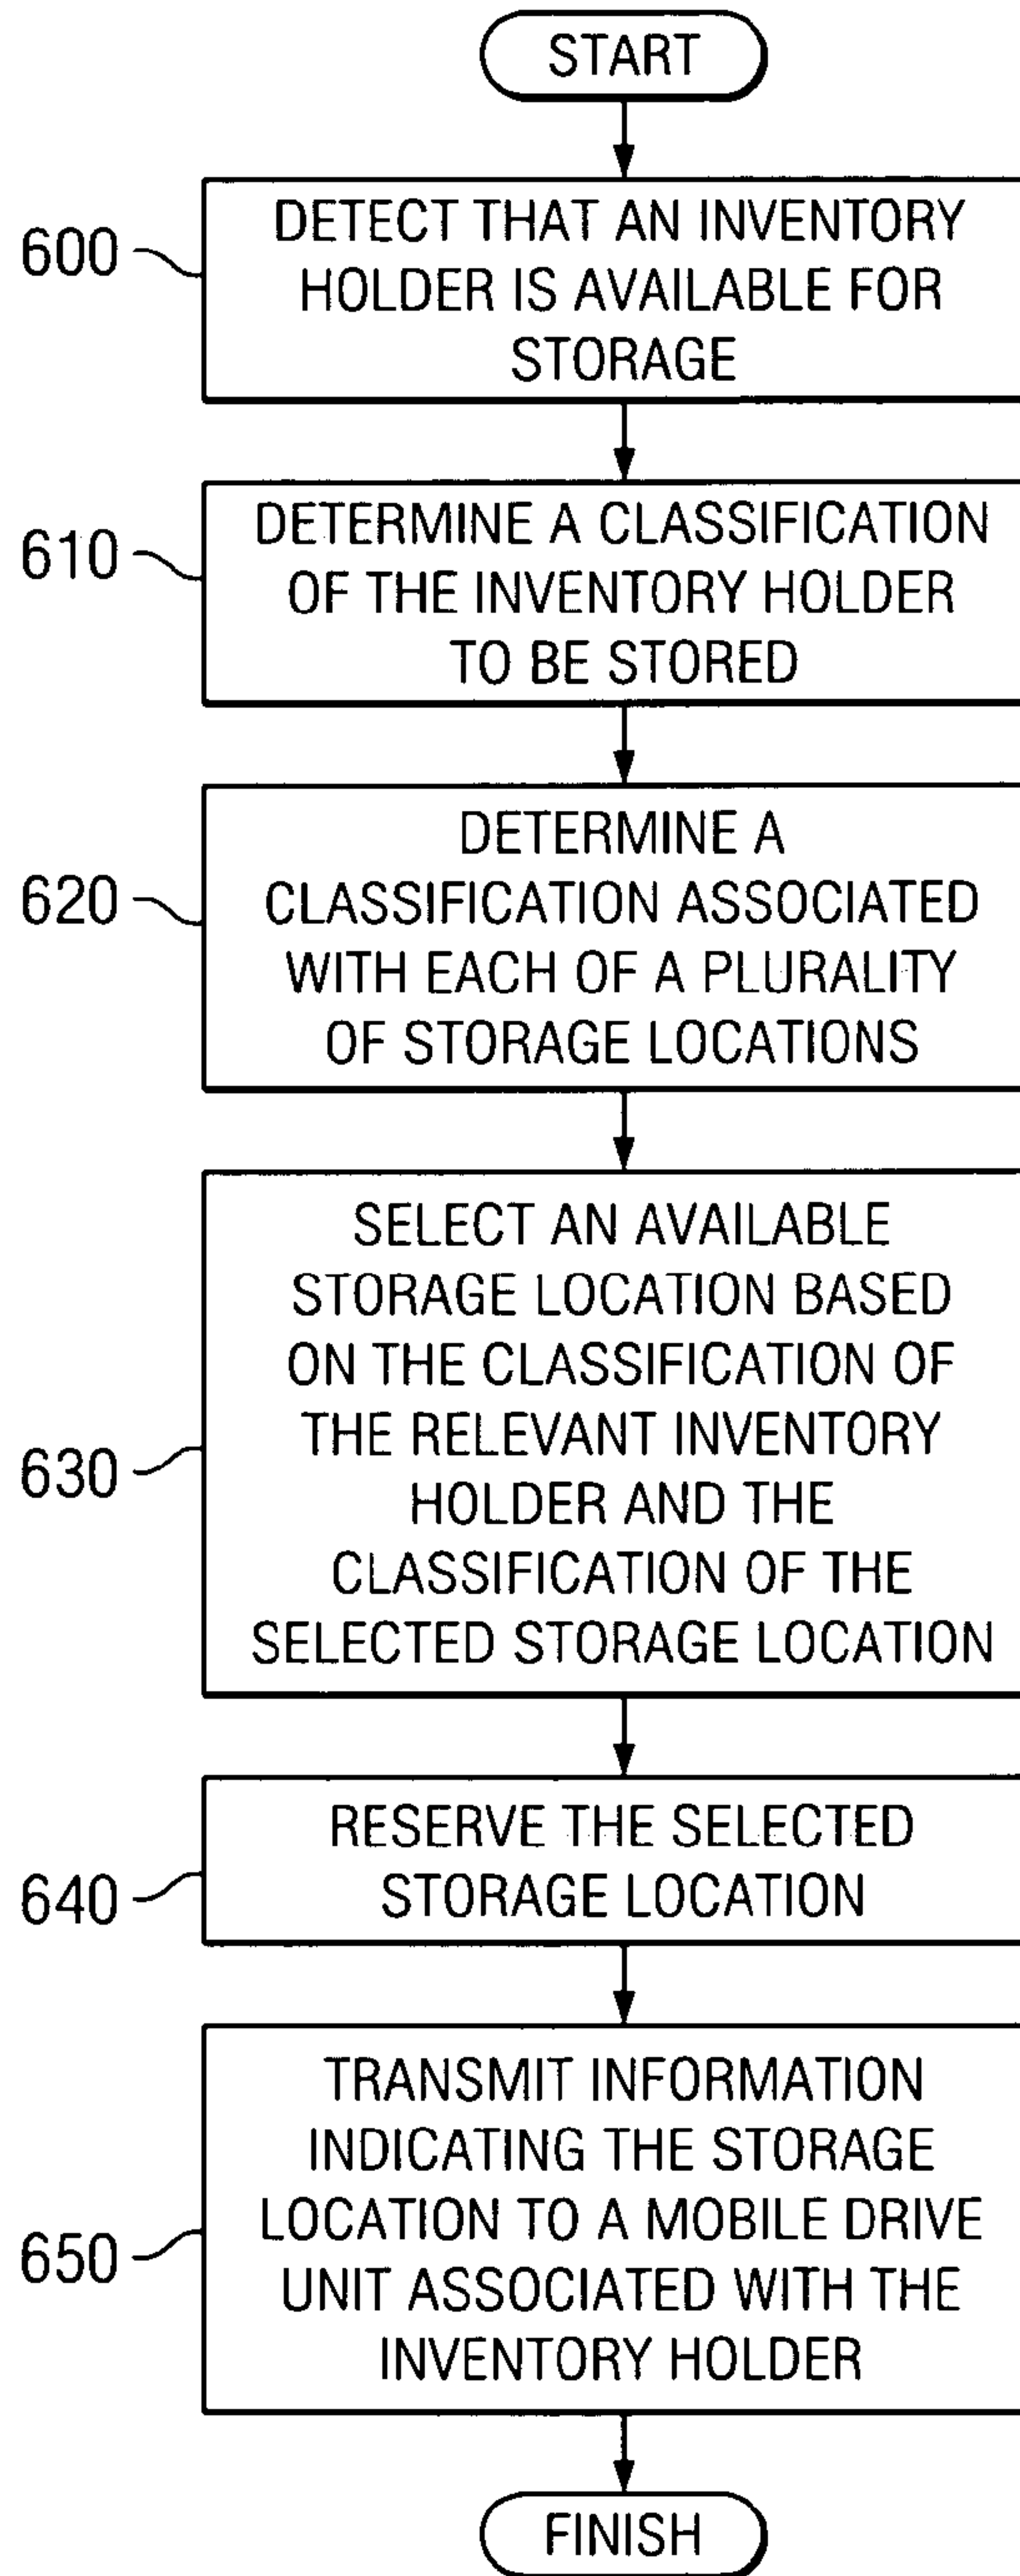 START
600
DETECT THAT AN INVENTORY
HOLDER IS AVAILABLE FOR
STORAGE
610
DETERMINE A CLASSIFICATION
OF THE INVENTORY HOLDER
TO BE STORED
620
DETERMINE A
CLASSIFICATION ASSOCIATED
WITH EACH OF A PLURALITY
OF STORAGE LOCATIONS
630
SELECT AN AVAILABLE
STORAGE LOCATION BASED
ON THE CLASSIFICATION OF
THE RELEVANT INVENTORY
HOLDER AND THE
CLASSIFICATION OF THE
SELECTED STORAGE LOCATION
640
RESERVE THE SELECTED
STORAGE LOCATION
650
TRANSMIT INFORMATION
INDICATING THE STORAGE
LOCATION TO A MOBILE DRIVE
UNIT ASSOCIATED WITH THE
INVENTORY HOLDER
FINISH